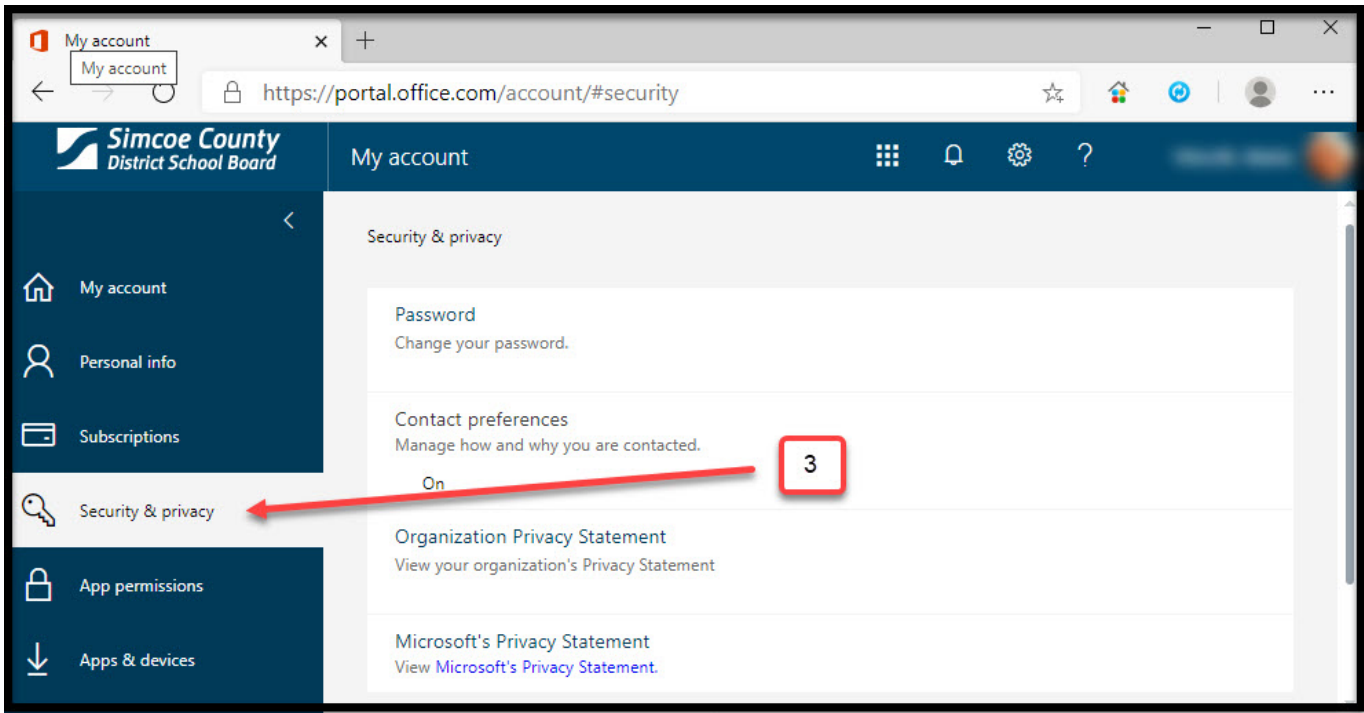 My account
My account
https://portal.office.com/account/#security
Simcoe County
District School Board
My account
?
Security & privacy
My account
Personal info
Subscriptions
Security & privacy
App permissions
Apps & devices
Password
Change your password.
Contact preferences
Manage how and why you are contacted.
On
3
Organization Privacy Statement
View your organization's Privacy Statement
Microsoft's Privacy Statement
View Microsoft's Privacy Statement.